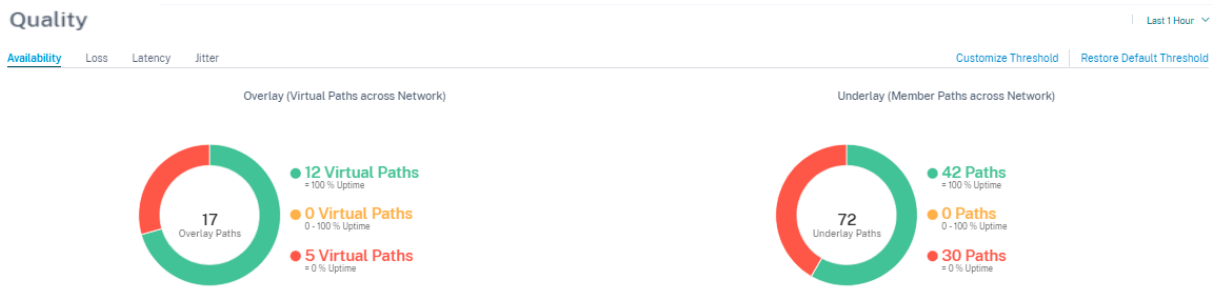 Quality
Last 1 Hour
Availability Loss Latency Jitter
Customize Threshold Restore Default Threshold
Overlay (Virtual Paths across Network)
17
Overlay Paths
12 Virtual Paths
= 100 % Uptime
0 Virtual Paths
0 - 100 % Uptime
5 Virtual Paths
= 0 % Uptime
Underlay (Member Paths across Network)
72
Underlay Paths
42 Paths
= 100 % Uptime
0 Paths
0 - 100 % Uptime
30 Paths
= 0 % Uptime